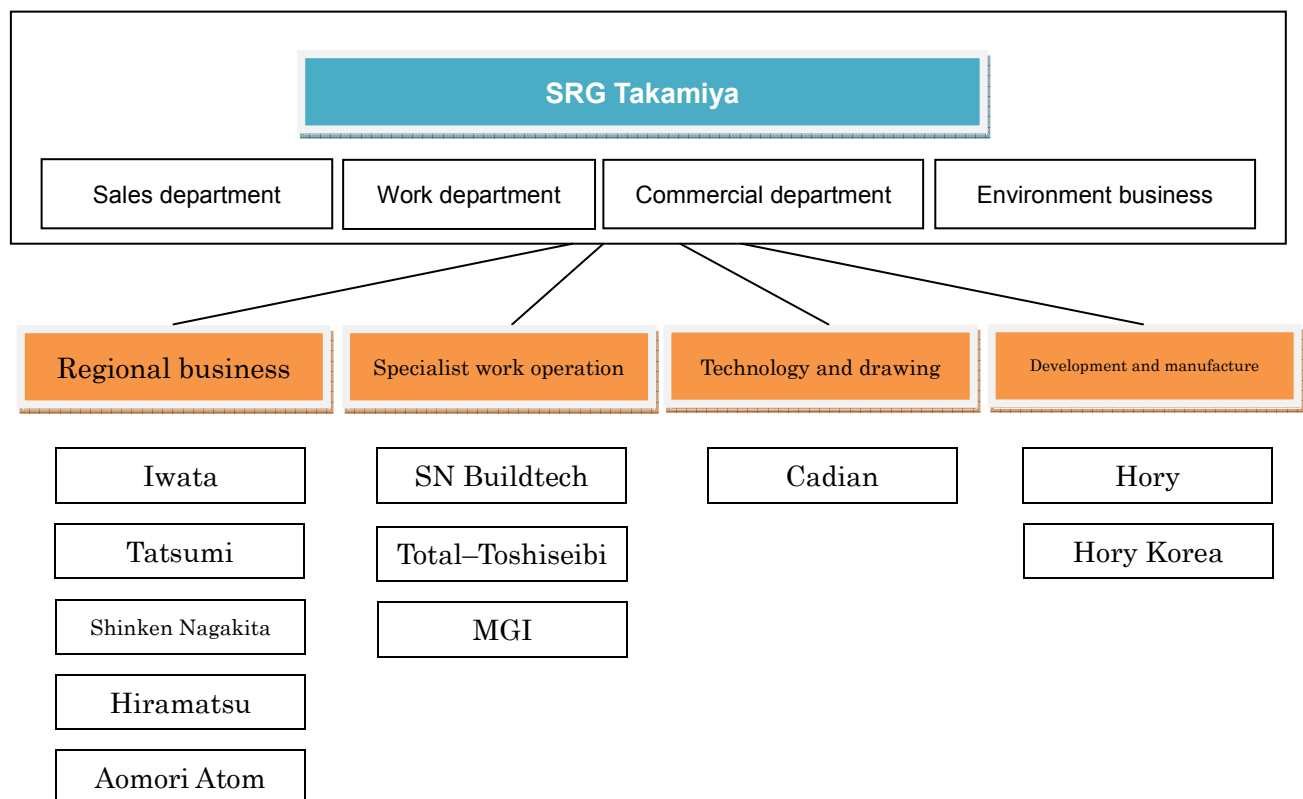 SRG Takamiya
Sales department
Work department
Commercial department
Environment business
Regional business
Specialist work operation
Technology and drawing
Development and manufacture
Iwata
SN Buildtech
Cadian
Hory
Tatsumi
Total–Toshiseibi
Hory Korea
Shinken Nagakita
MGI
Hiramatsu
Aomori Atom